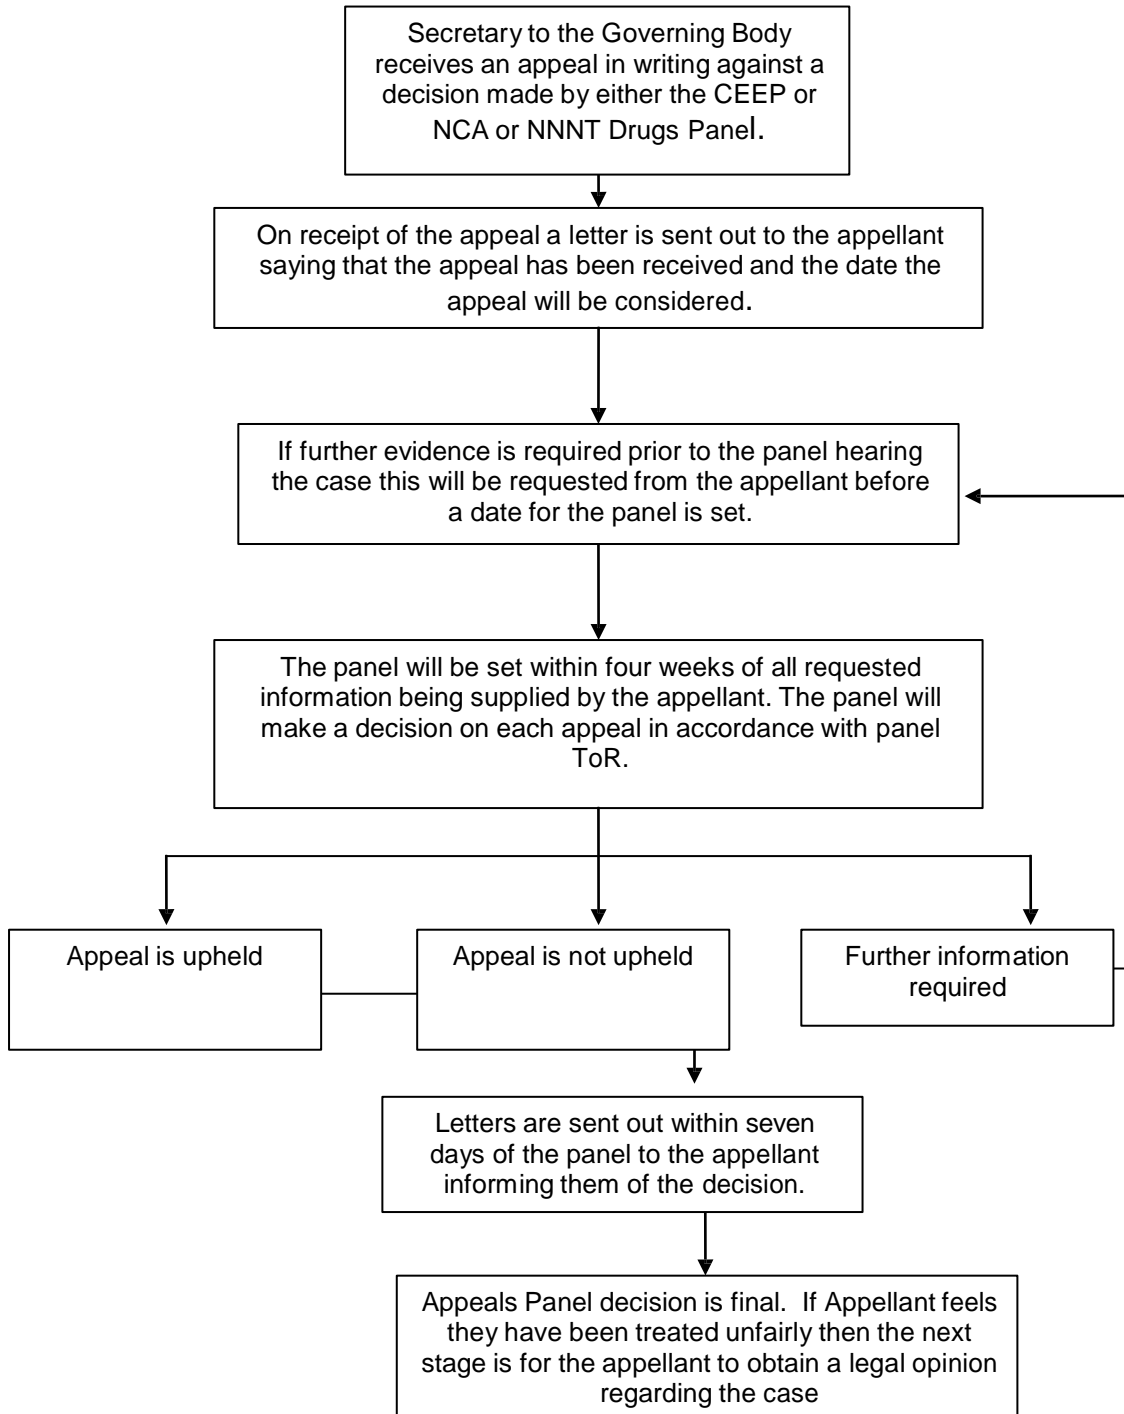 Secretary to the Governing Body
receives an appeal in writing against a
decision made by either the CEEP or
NCA or NNNT Drugs Panel.
On receipt of the appeal a letter is sent out to the appellant
saying that the appeal has been received and the date the
appeal will be considered.
If further evidence is required prior to the panel hearing
the case this will be requested from the appellant before
a date for the panel is set.
The panel will be set within four weeks of all requested
information being supplied by the appellant. The panel will
make a decision on each appeal in accordance with panel
ToR.
Appeal is upheld
Appeal is not upheld
Further information
required
Letters are sent out within seven
days of the panel to the appellant
informing them of the decision.
Appeals Panel decision is final.  If Appellant feels
they have been treated unfairly then the next
stage is for the appellant to obtain a legal opinion
regarding the case